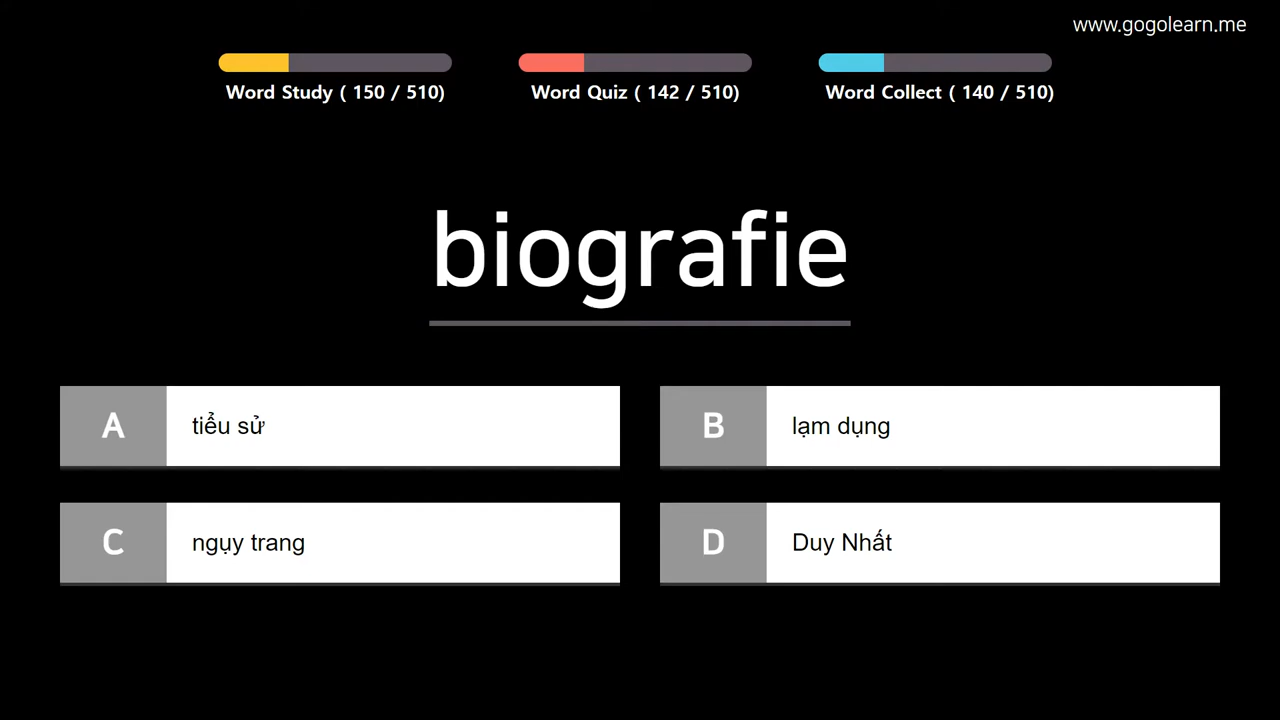 www.gogolearn.me
Word Study ( 150 / 510)
Word Quiz ( 142 / 510)
Word Collect ( 140 / 510)
biografie
A
tiểu sử
B
lạm dụng
C
ngụy trang
D
Duy Nhất